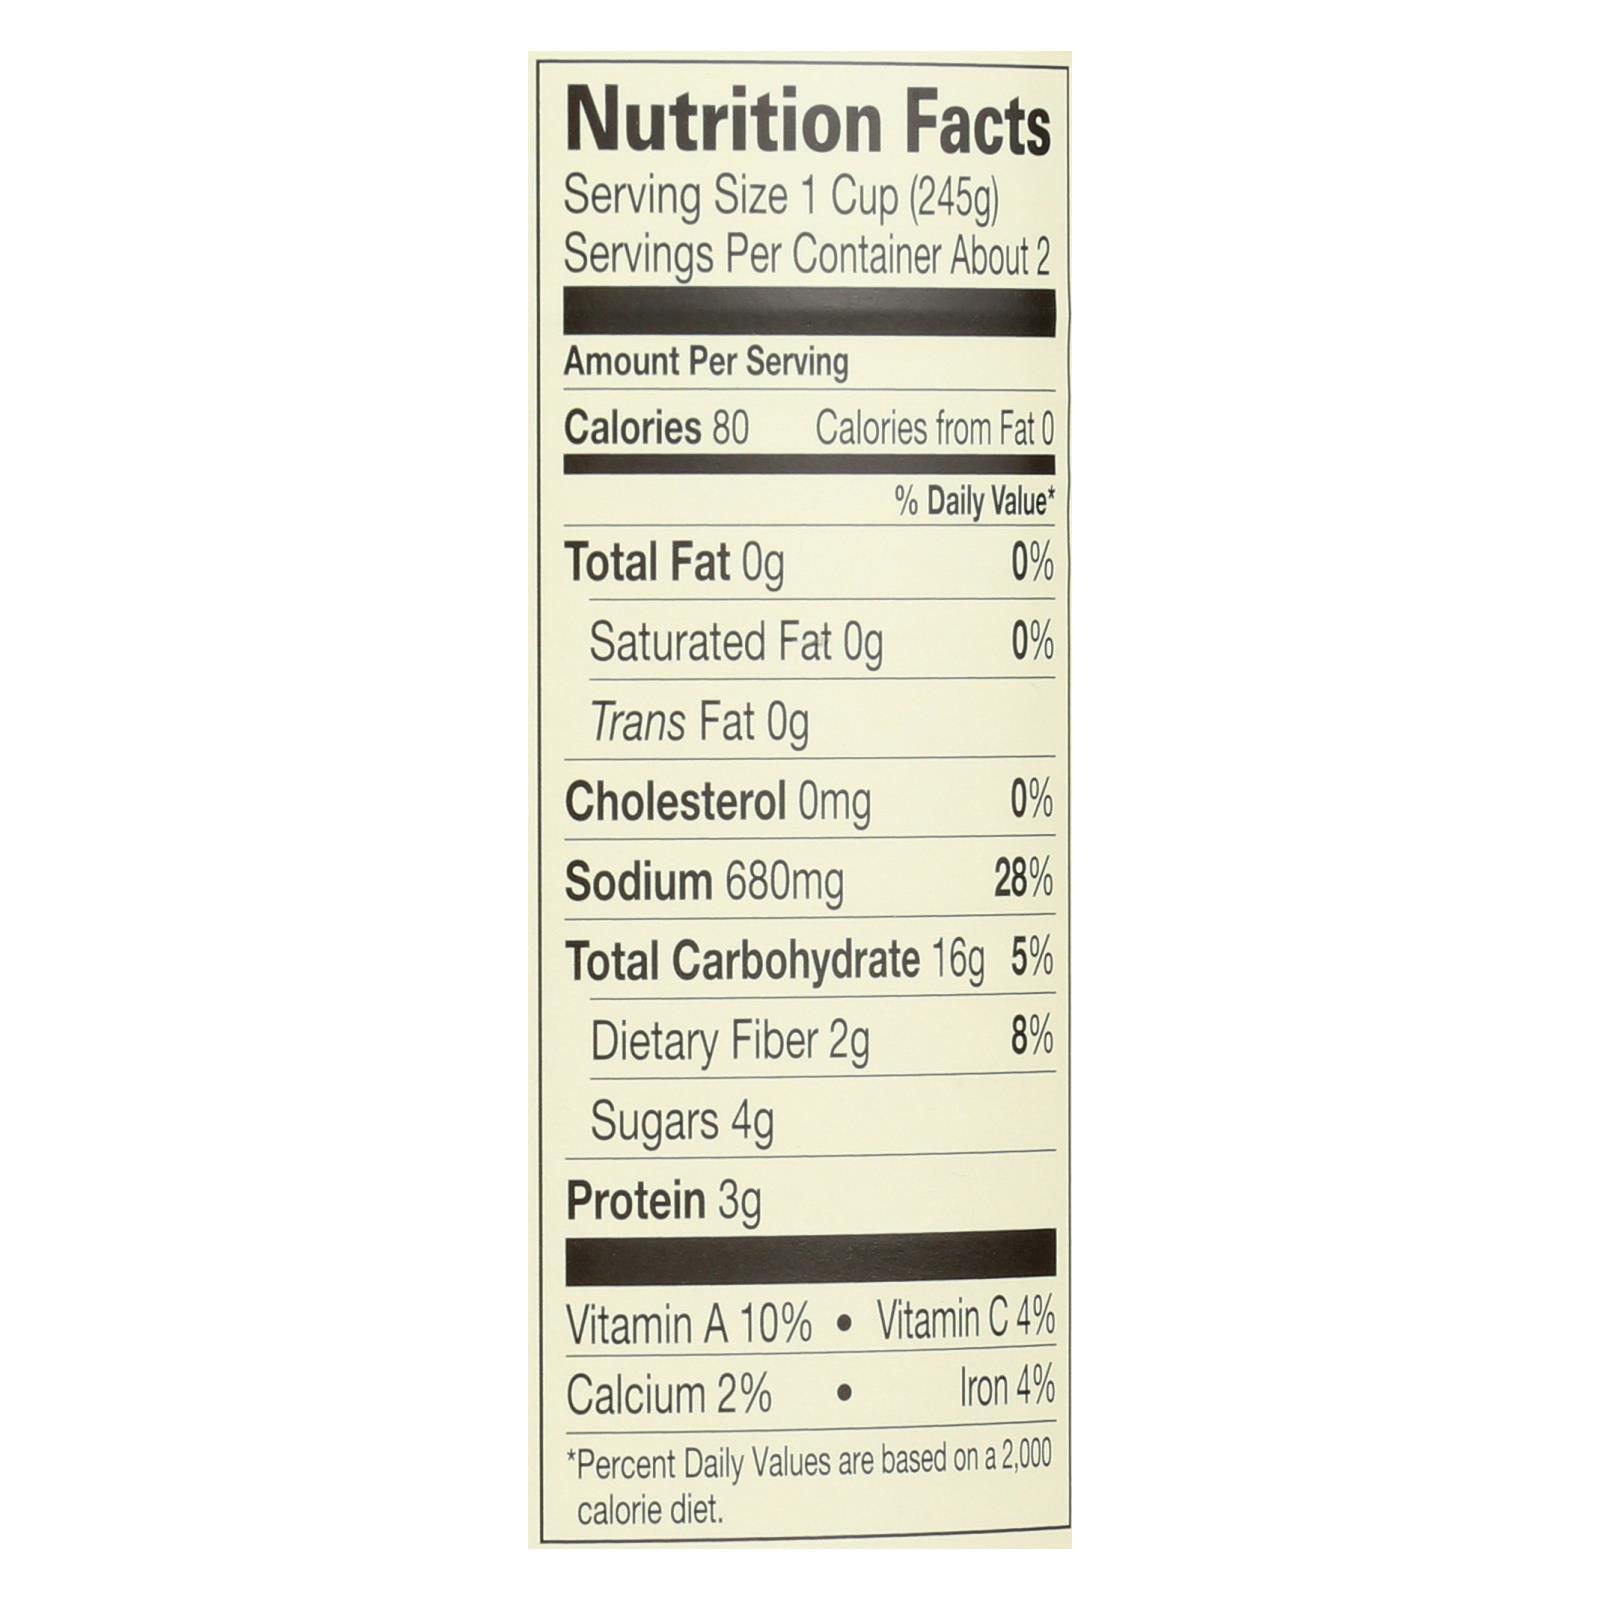 Nutrition Facts
Serving Size 1 Cup (245g)
Servings Per Container About 2
Amount Per Serving
Calories 80 Calories from Fat 0
% Daily Value*
Total Fat 0g 0%
Saturated Fat 0g 0%
Trans Fat 0g
Cholesterol 0mg 0%
Sodium 680mg 28%
Total Carbohydrate 16g 5%
Dietary Fiber 2g 8%
Sugars 4g
Protein 3g
Vitamin A 10% • Vitamin C 4%
Calcium 2% • Iron 4%
*Percent Daily Values are based on a 2,000
calorie diet.